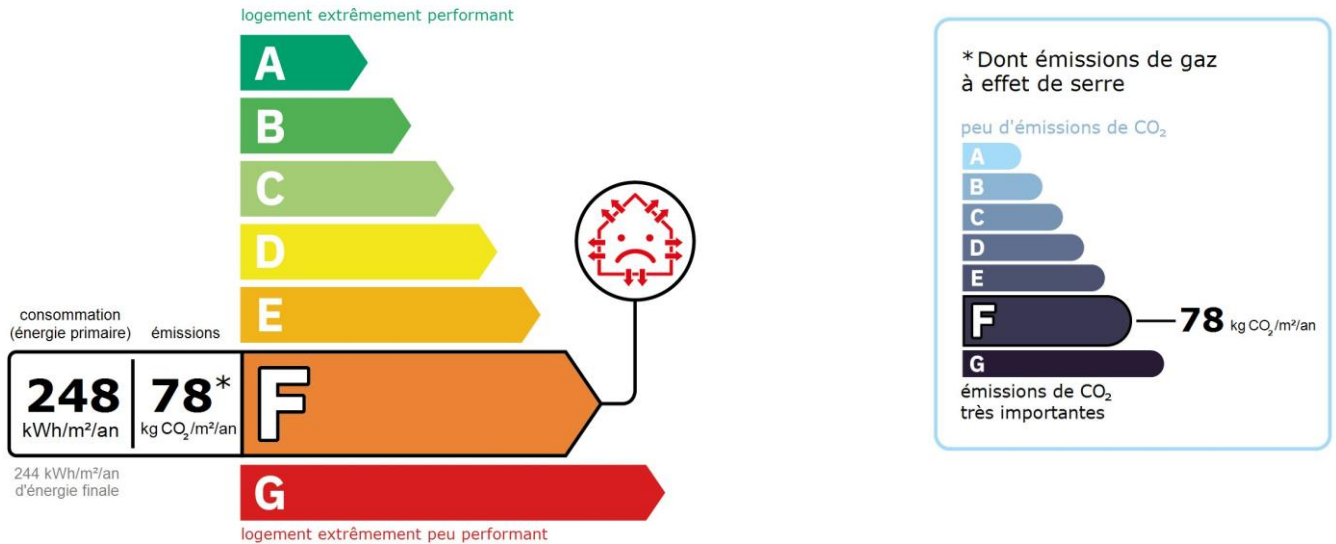 logement extrêmement performant
A
B
C
D
E
consommation
(énergie primaire)
émissions
248
kWh/m²/an
78*
kg CO₂/m²/an
F
244 kWh/m²/an
d'énergie finale
G
logement extrêmement peu performant
*Dont émissions de gaz
à effet de serre
peu d'émissions de CO₂
A
B
C
D
E
F
78 kg CO₂/m²/an
G
émissions de CO₂
très importantes